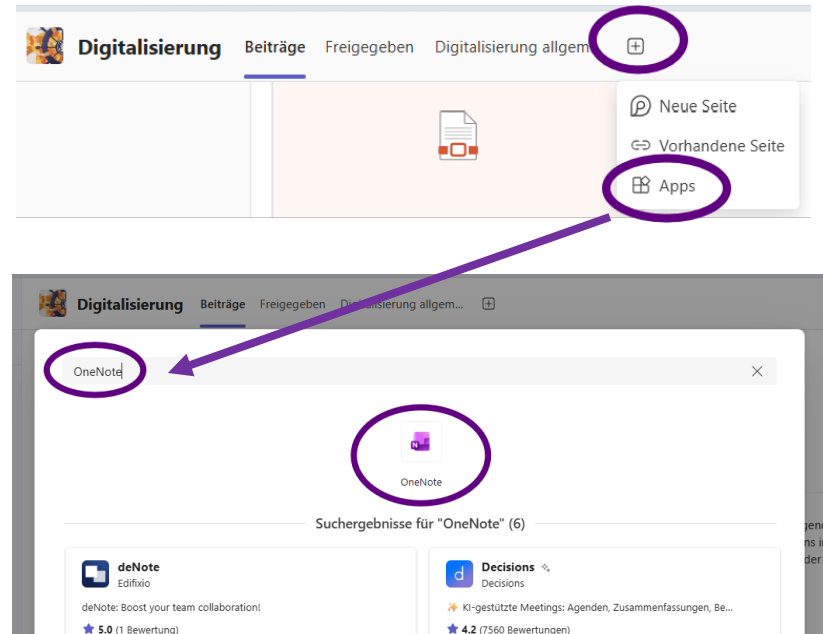 Digitalisierung Beiträge Freigegeben Digitalisierung allgem
Neue Seite
Vorhandene Seite
Apps
Digitalisierung Beiträge Freigegeben Digitalisierung allgem...
OneNote
N
OneNote
Suchergebnisse für "OneNote" (6)
deNote
Edifixio
deNote: Boost your team collaboration!
5.0 (1 Bewertung)
d
Decisions
Decisions
KI-gestützte Meetings: Agenden, Zusammenfassungen, Be...
4.2 (7560 Bewertungen)
der